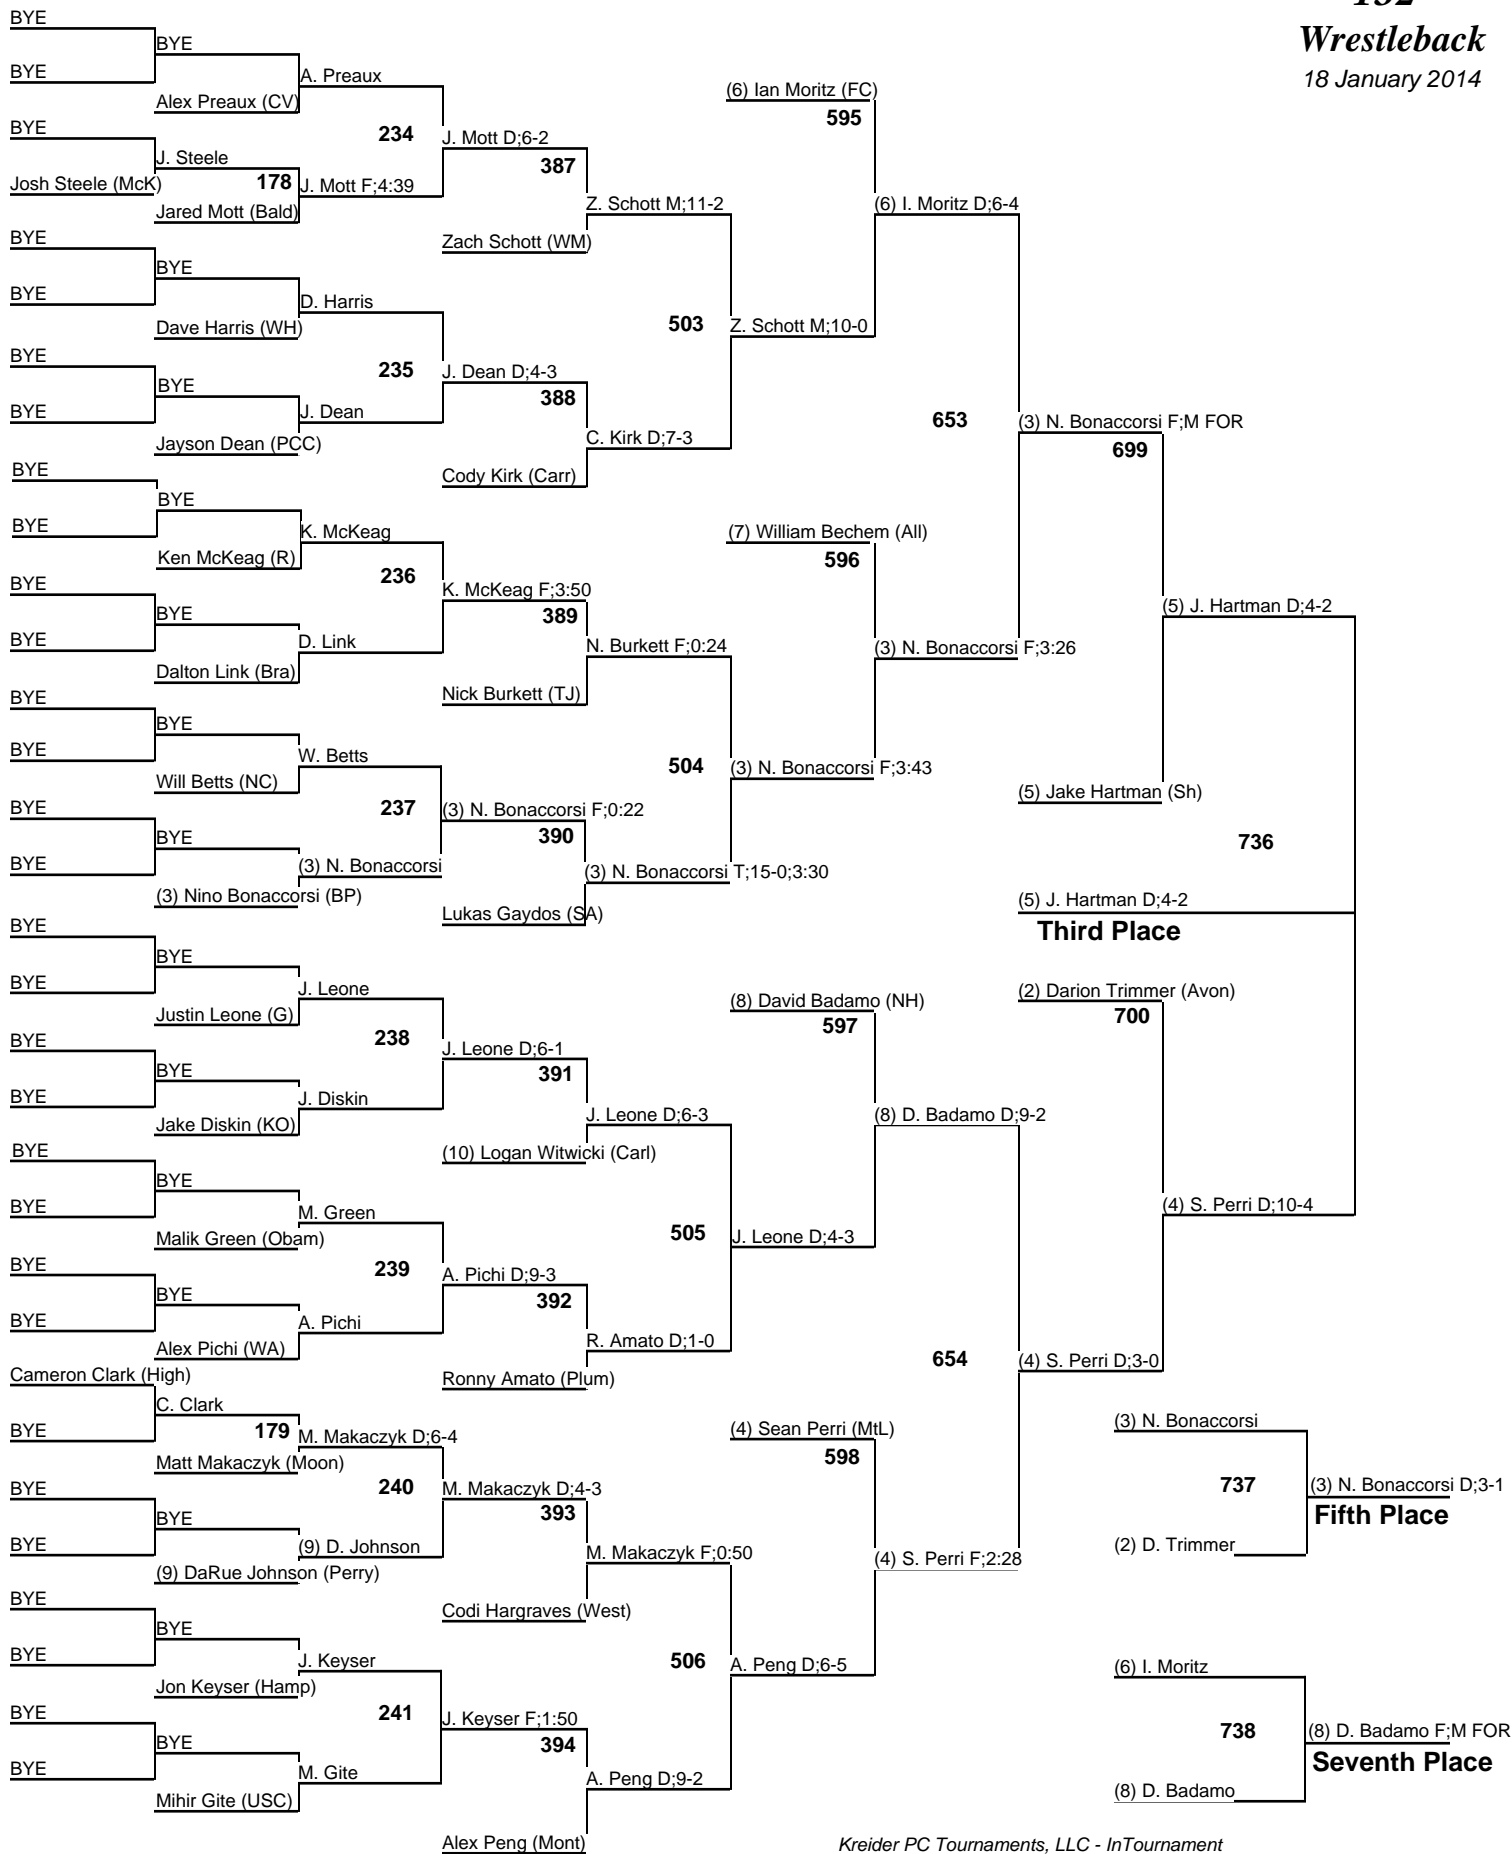 Wrestleback
18 January 2014
BYE
BYE
BYE
A. Preaux
Alex Preaux (CV)
(6) Ian Moritz (FC)
595
BYE
234
J. Mott D;6-2
387
J. Steele
Josh Steele (McK)
178
J. Mott F;4:39
Jared Mott (Bald)
Z. Schott M;11-2
(6) I. Moritz D;6-4
BYE
Zach Schott (WM)
BYE
BYE
D. Harris
Dave Harris (WH)
503
Z. Schott M;10-0
BYE
235
J. Dean D;4-3
BYE
388
BYE
J. Dean
653
(3) N. Bonaccorsi F;M FOR
Jayson Dean (PCC)
C. Kirk D;7-3
699
BYE
Cody Kirk (Carr)
BYE
BYE
K. McKeag
(7) William Bechem (All)
Ken McKeag (R)
596
236
BYE
K. McKeag F;3:50
BYE
389
(5) J. Hartman D;4-2
BYE
D. Link
N. Burkett F;0:24
(3) N. Bonaccorsi F;3:26
Dalton Link (Bra)
BYE
Nick Burkett (TJ)
BYE
BYE
W. Betts
504
(3) N. Bonaccorsi F;3:43
Will Betts (NC)
(5) Jake Hartman (Sh)
BYE
237
(3) N. Bonaccorsi F;0:22
390
736
BYE
BYE
(3) N. Bonaccorsi
(3) N. Bonaccorsi T;15-0;3:30
(3) Nino Bonaccorsi (BP)
(5) J. Hartman D;4-2
Lukas Gaydos (SA)
BYE
Third Place
BYE
BYE
J. Leone
(8) David Badamo (NH)
(2) Darion Trimmer (Avon)
Justin Leone (G)
597
700
BYE
238
J. Leone D;6-1
BYE
391
BYE
J. Diskin
J. Leone D;6-3
(8) D. Badamo D;9-2
Jake Diskin (KO)
BYE
(10) Logan Witwicki (Carl)
BYE
BYE
M. Green
505
J. Leone D;4-3
(4) S. Perri D;10-4
Malik Green (Obam)
BYE
239
A. Pichi D;9-3
BYE
392
BYE
A. Pichi
Alex Pichi (WA)
R. Amato D;1-0
654
(4) S. Perri D;3-0
Cameron Clark (High)
Ronny Amato (Plum)
C. Clark
BYE
179
M. Makaczyk D;6-4
(4) Sean Perri (MtL)
(3) N. Bonaccorsi
Matt Makaczyk (Moon)
598
BYE
240
M. Makaczyk D;4-3
737
(3) N. Bonaccorsi D;3-1
BYE
393
Fifth Place
BYE
(9) D. Johnson
M. Makaczyk F;0:50
(4) S. Perri F;2:28
(2) D. Trimmer
(9) DaRue Johnson (Perry)
BYE
Codi Hargraves (West)
BYE
BYE
J. Keyser
506
A. Peng D;6-5
(6) I. Moritz
Jon Keyser (Hamp)
BYE
241
J. Keyser F;1:50
738
(8) D. Badamo F;M FOR
BYE
394
Seventh Place
BYE
M. Gite
A. Peng D;9-2
Mihir Gite (USC)
(8) D. Badamo
Alex Peng (Mont)
Kreider PC Tournaments, LLC - InTournament